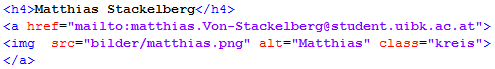 <h4>Matthias Stackelberg</h4>
<a href="mailto:matthias.Von-Stackelberg@student.uibk.ac.at">
<img  src="bilder/matthias.png" alt="Matthias" class="kreis">
</a>